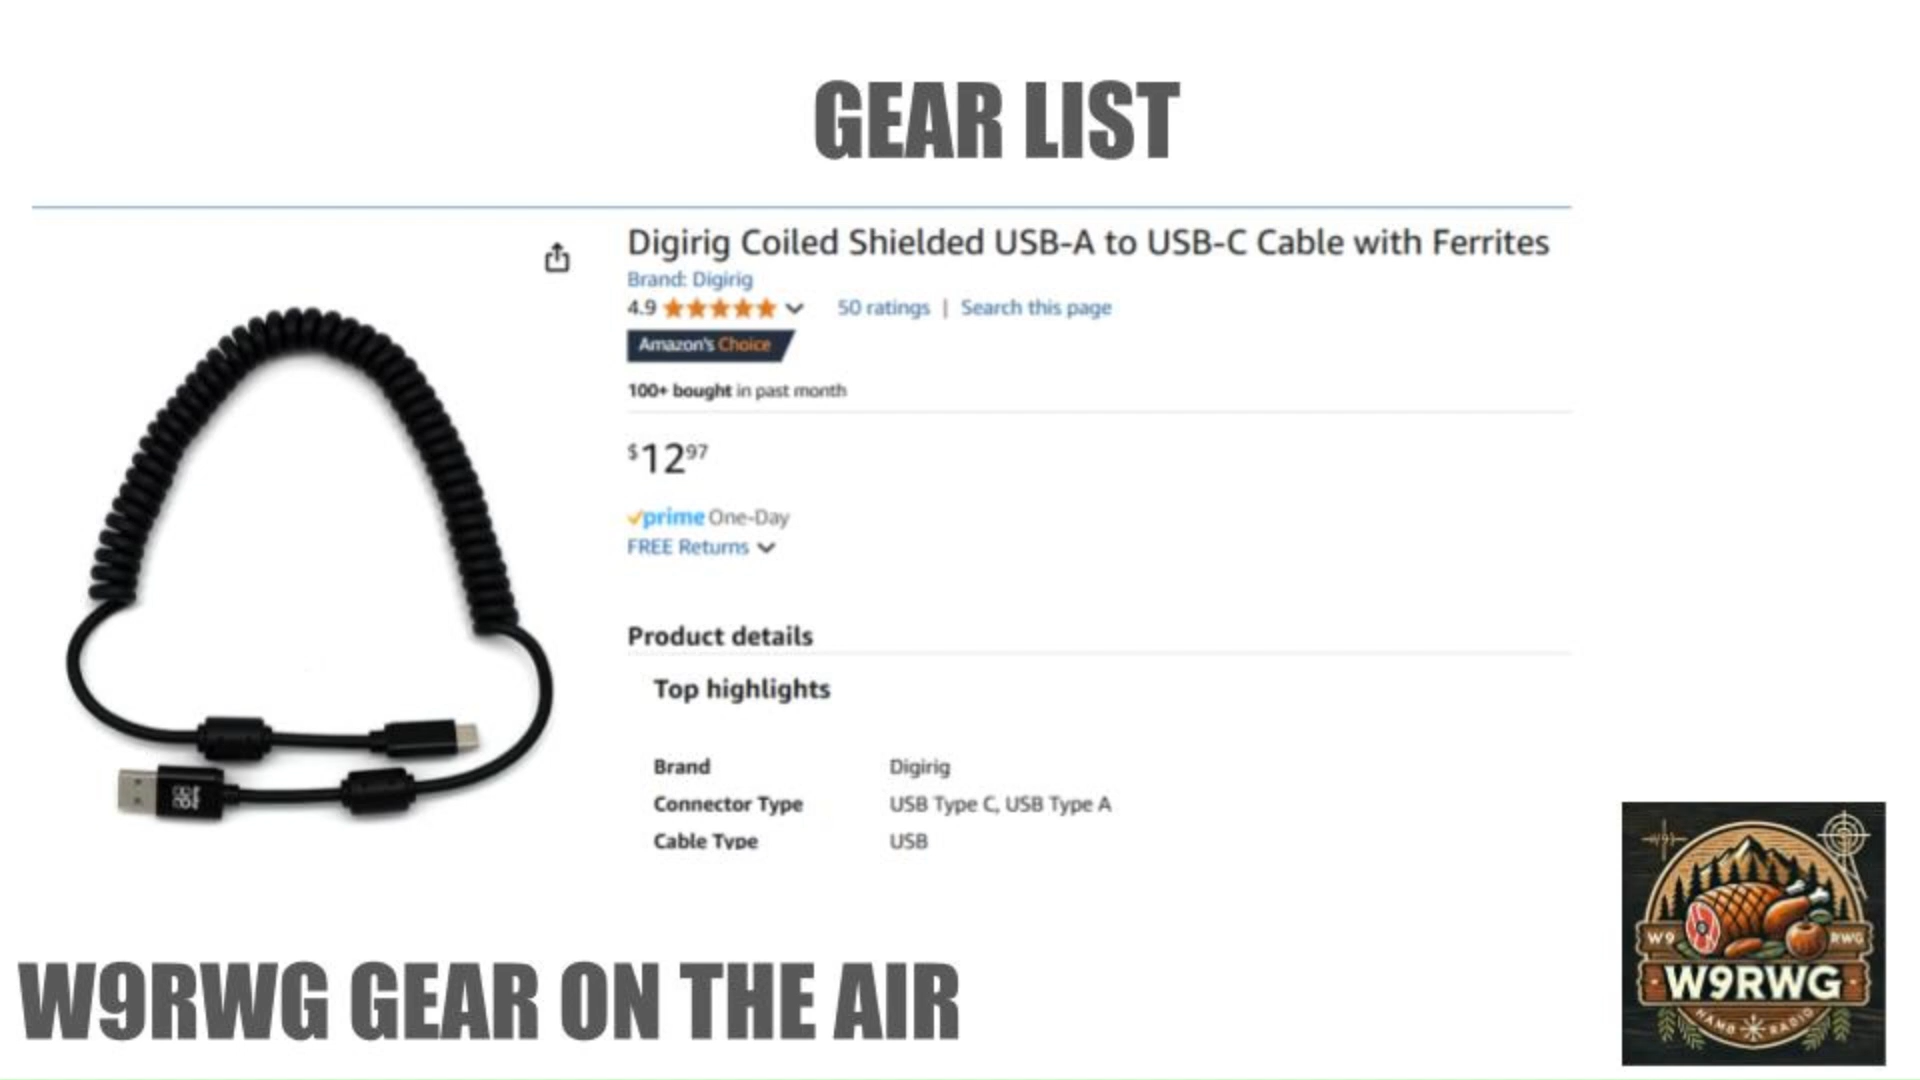 GEAR LIST
Digirig Coiled Shielded USB-A to USB-C Cable with Ferrites
Brand: Digirig
4.9 50 ratings | Search this page
Amazon's Choice
100+ bought in past month
$12 97
prime One-Day
FREE Returns
Product details
Top highlights
Brand Digirig
Connector Type USB Type C, USB Type A
Cable Type USB
W9 RWG
W9RWG
HAMB RADIO
W9RWG GEAR ON THE AIR